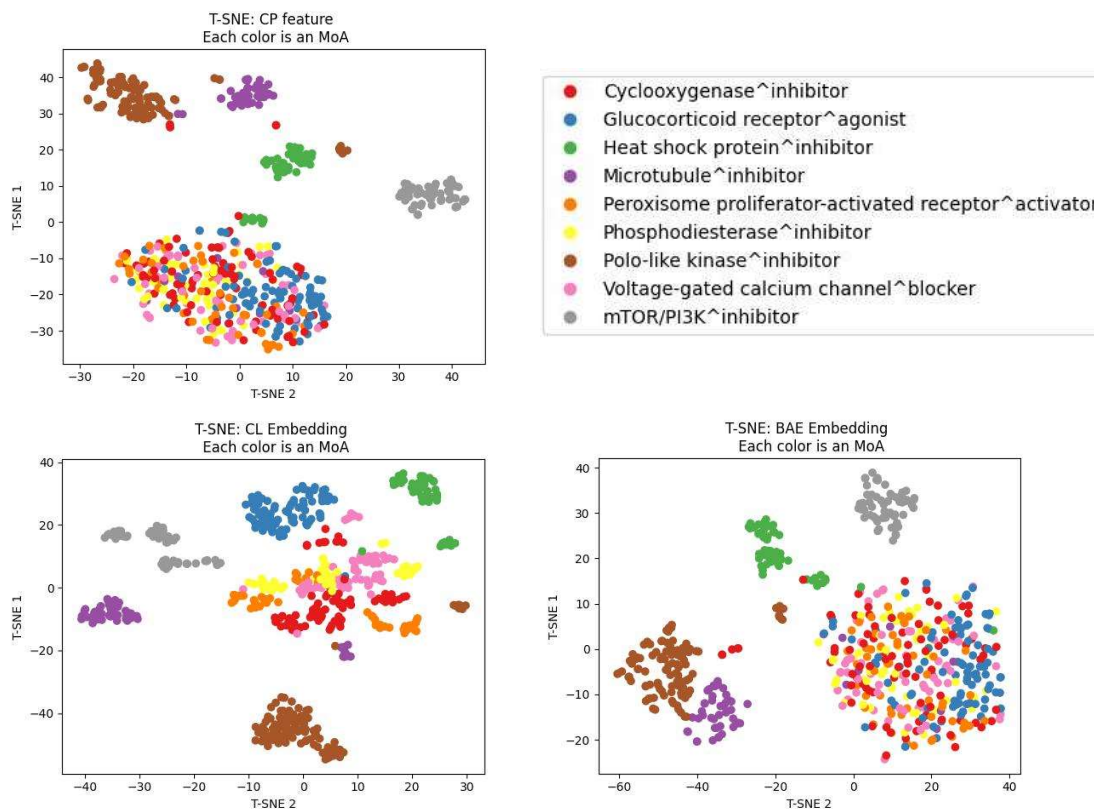 T-SNE: CP feature
Each color is an MoA
40
30
20
10
0
−10
−20
−30
T-SNE 1
−30 −20 −10 0 10 20 30 40
T-SNE 2
Cyclooxygenase^inhibitor
Glucocorticoid receptor^agonist
Heat shock protein^inhibitor
Microtubule^inhibitor
Peroxisome proliferator-activated receptor^activator
Phosphodiesterase^inhibitor
Polo-like kinase^inhibitor
Voltage-gated calcium channel^blocker
mTOR/PI3K^inhibitor
T-SNE: CL Embedding
Each color is an MoA
40
20
0
−20
−40
T-SNE 1
−40 −30 −20 −10 0 10 20 30
T-SNE 2
T-SNE: BAE Embedding
Each color is an MoA
40
30
20
10
0
−10
−20
T-SNE 1
−60 −40 −20 0 20 40
T-SNE 2